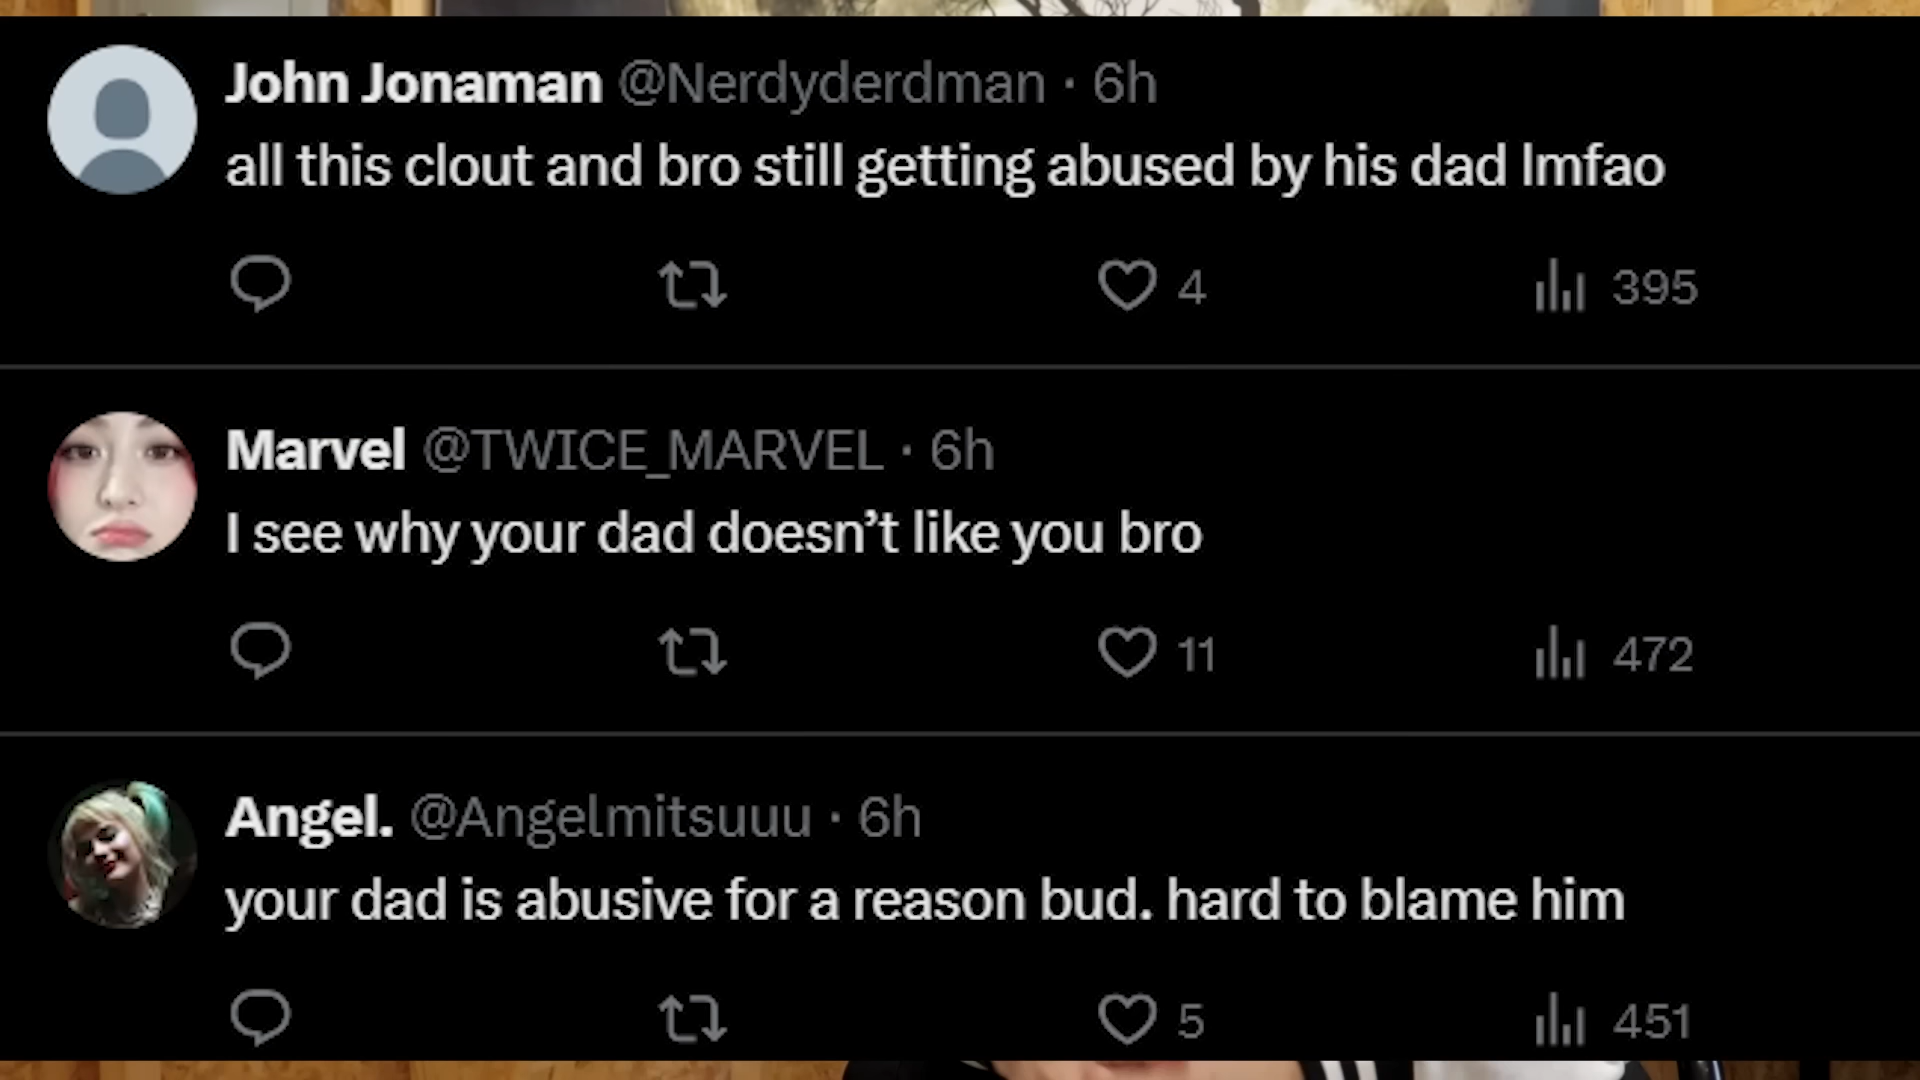 John Jonaman @Nerdyderdman · 6h
all this clout and bro still getting abused by his dad lmfao
4 395
Marvel @TWICE_MARVEL · 6h
I see why your dad doesn’t like you bro
11 472
Angel. @Angelmitsuuu · 6h
your dad is abusive for a reason bud. hard to blame him
5 451